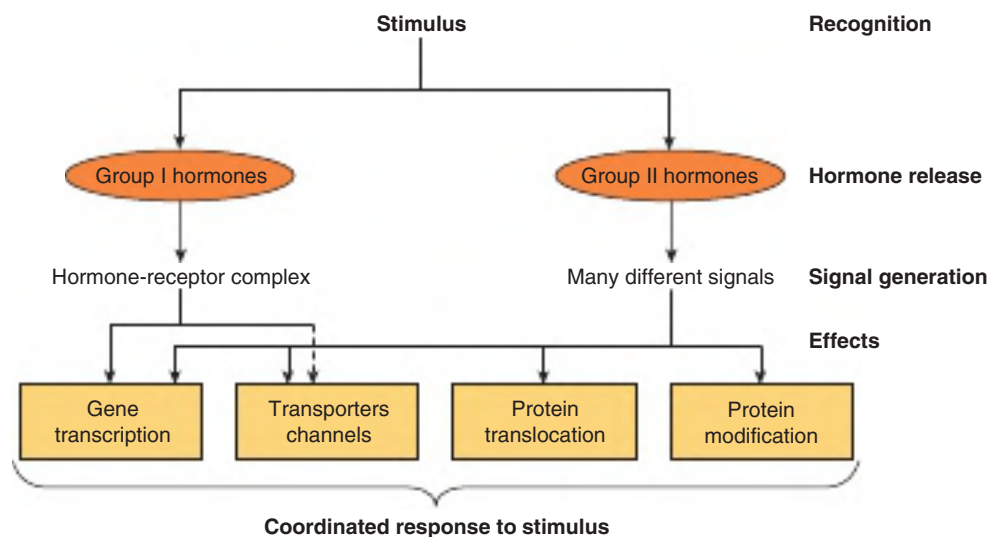 Stimulus
Recognition
Group I hormones
Group II hormones
Hormone release
Hormone-receptor complex
Many different signals
Signal generation
Effects
Gene
transcription
Transporters
channels
Protein
translocation
Protein
modification
Coordinated response to stimulus